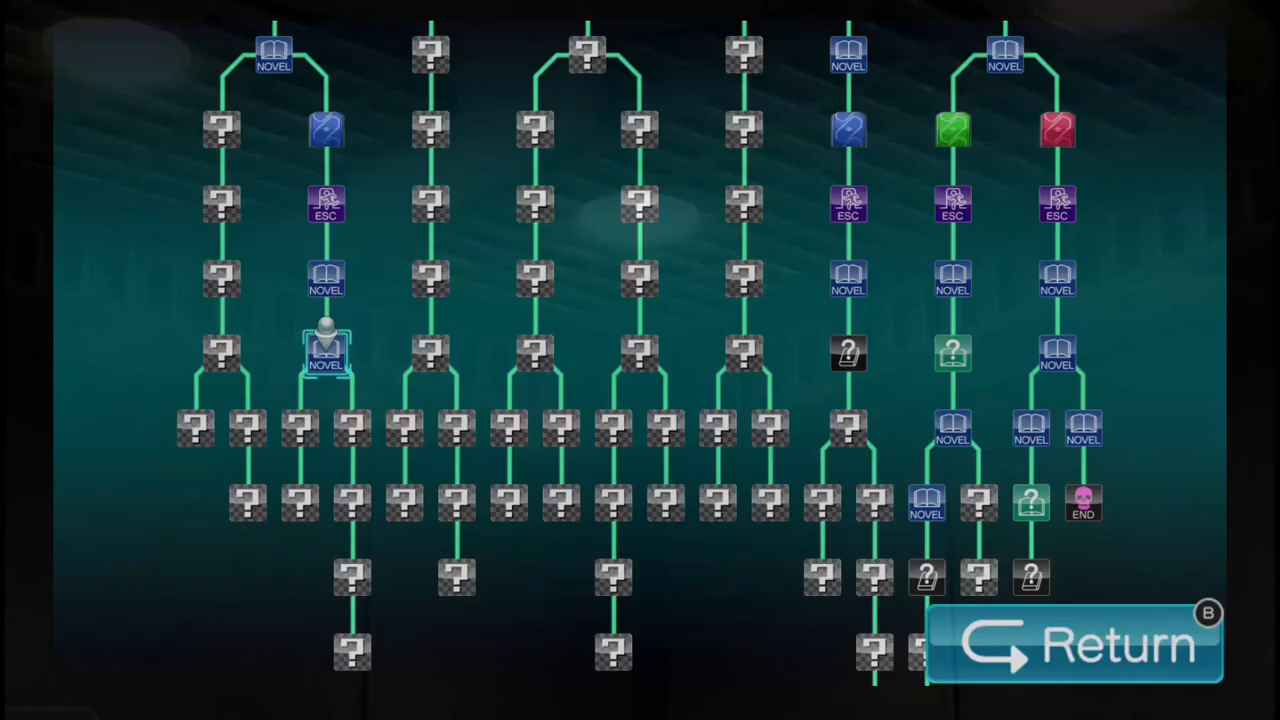 NOVEL ? ? ? NOVEL NOVEL
? ? ? ? ?
? ESC ? ? ? ? ESC ESC ESC
? NOVEL ? ? ? ? NOVEL NOVEL NOVEL
? NOVEL ? ? ? ? ? ? NOVEL
? ? ? ? ? ? ? ? ? ? ? ? ? NOVEL NOVEL NOVEL
? ? ? ? ? ? ? ? ? ? ? ? ? NOVEL ? ? END
? ? ? ? ? ? ? ?
B
? ? ? ? Return